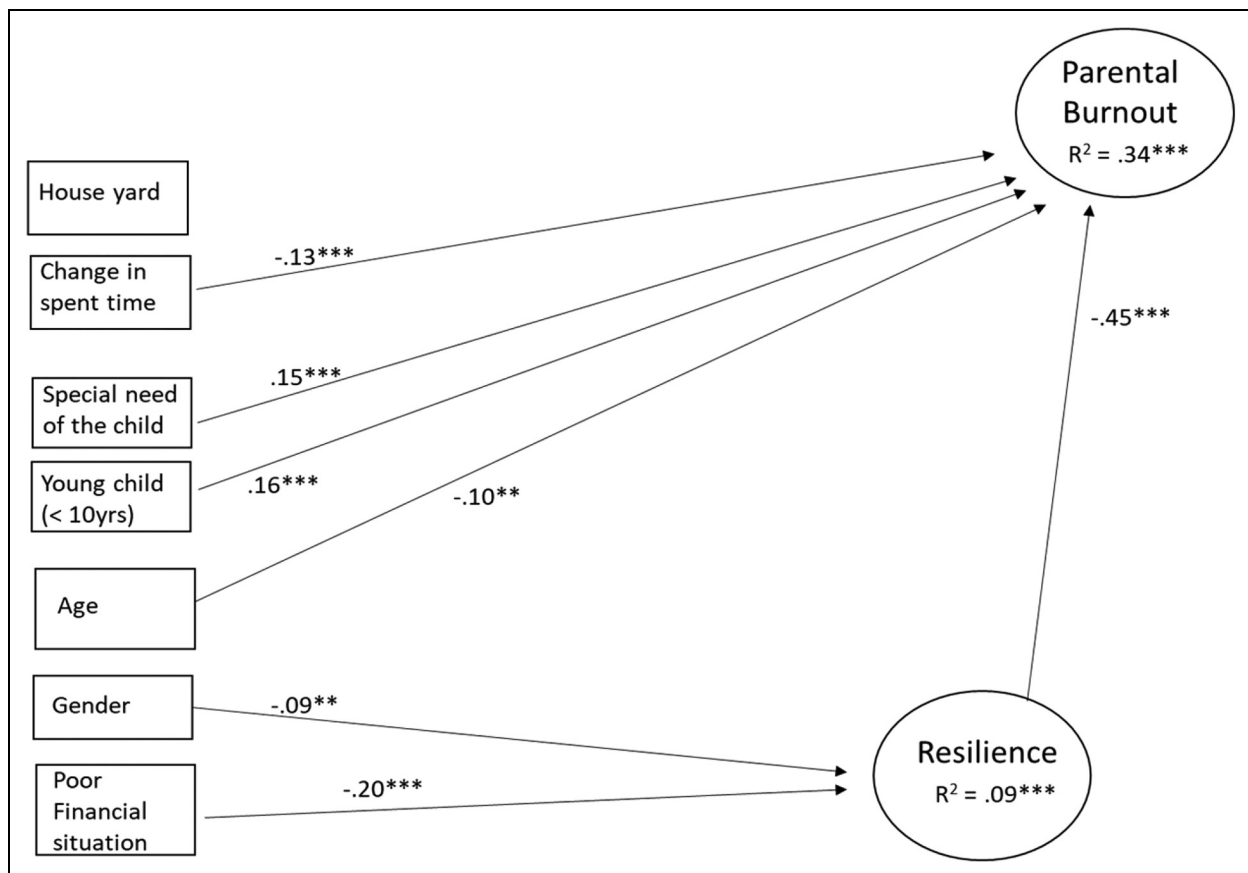 Parental
Burnout
R² = .34***
House yard
-.13***
Change in
spent time
-.45***
.15***
Special need
of the child
.16***
Young child
(< 10yrs)
-.10**
Age
Gender
-.09**
Resilience
R² = .09***
-.20***
Poor
Financial
situation